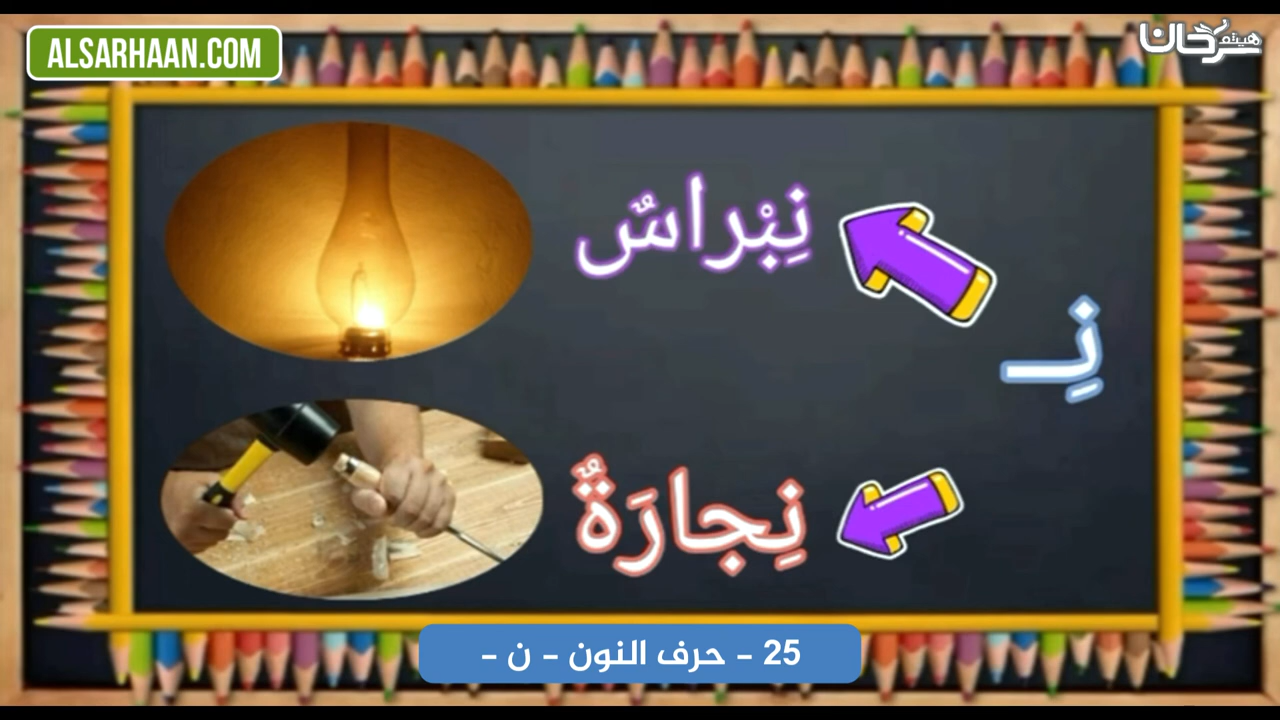 ALSARHAAN.COM
هيثم سرحان
نِبْراسٌ
نِـ
نِجارَةٌ
25 - حرف النون - ن -